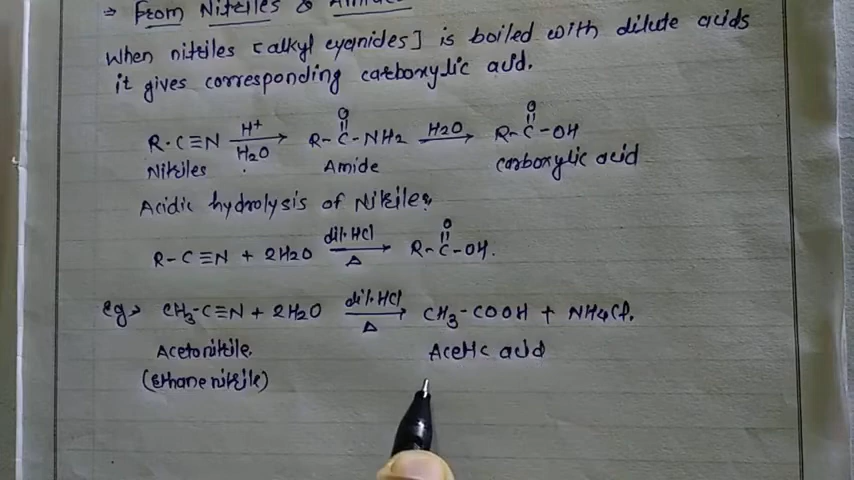 → From Nitriles &
When nitriles [alkyl cyanides] is boiled with dilute acids
it gives corresponding carboxylic acid.
R-C≡N H+ / H2O → R-C(=O)-NH2 H2O → R-C(=O)-OH
Nitriles Amide carboxylic acid
Acidic hydrolysis of Nitrile:
R-C≡N + 2H2O dil.HCl / Δ → R-C(=O)-OH.
eg→ CH3-C≡N + 2H2O dil.HCl / Δ → CH3-COOH + NH4Cl.
Acetonitrile. Acetic acid
(Ethane nitrile)